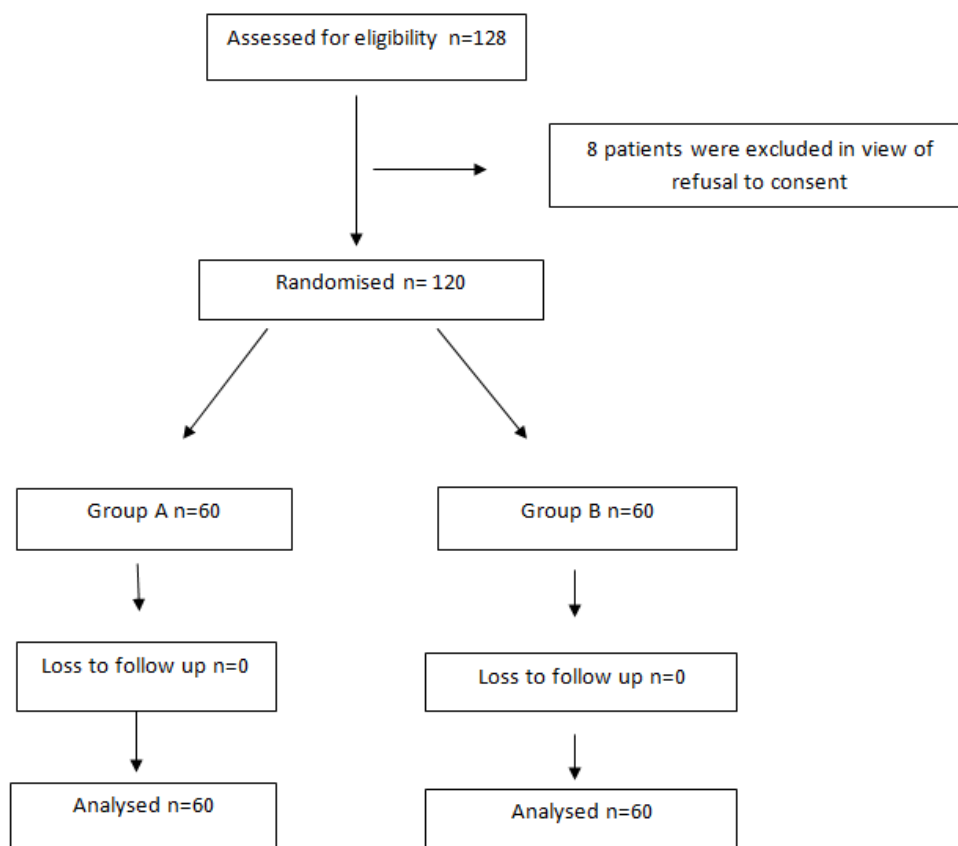 Assessed for eligibility n=128
8 patients were excluded in view of
refusal to consent
Randomised n= 120
Group A n=60
Group B n=60
Loss to follow up n=0
Loss to follow up n=0
Analysed n=60
Analysed n=60